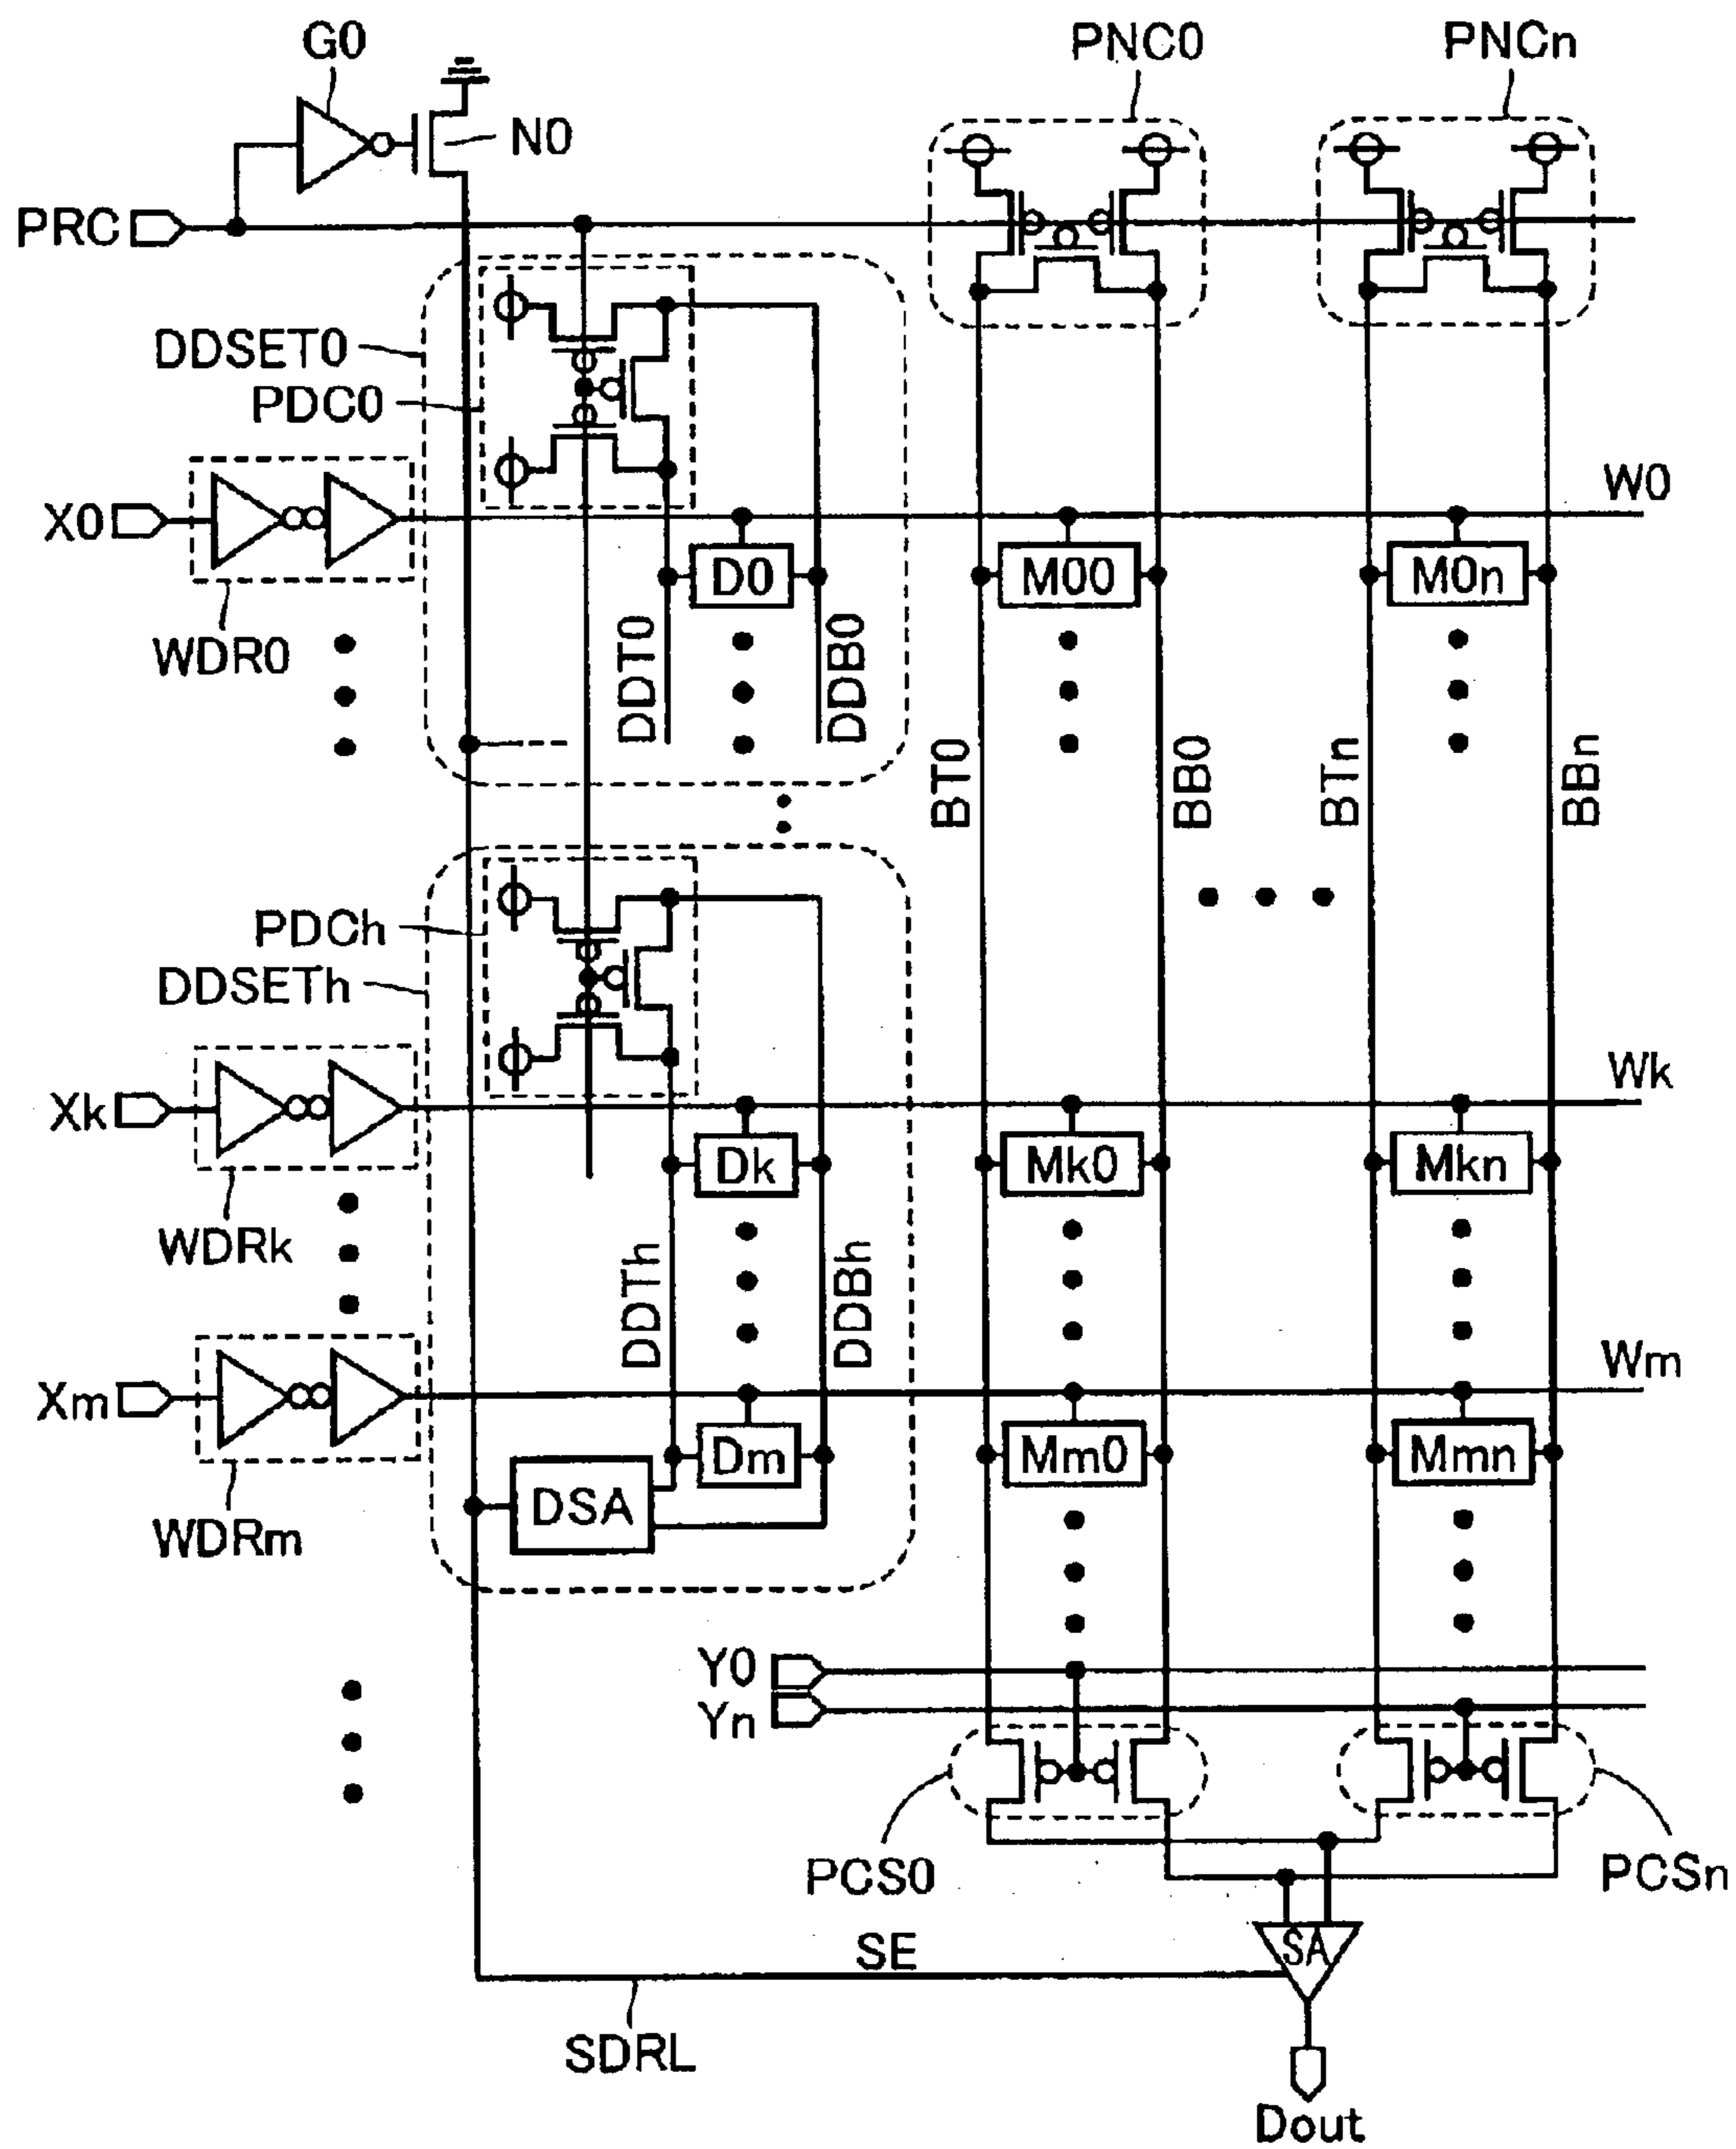 G0
PNC0
PNCn
N0
PRC
DDSET0
PDC0
W0
X0
D0
M00
M0n
WDR0
DDT0
DDB0
BT0
BB0
BTn
BBn
PDCh
DDSETh
Wk
Xk
Dk
Mk0
Mkn
WDRk
DDTh
DDBh
Wm
Xm
Dm
Mm0
Mmn
DSA
WDRm
Y0
Yn
PCS0
PCSn
SE
SA
SDRL
Dout